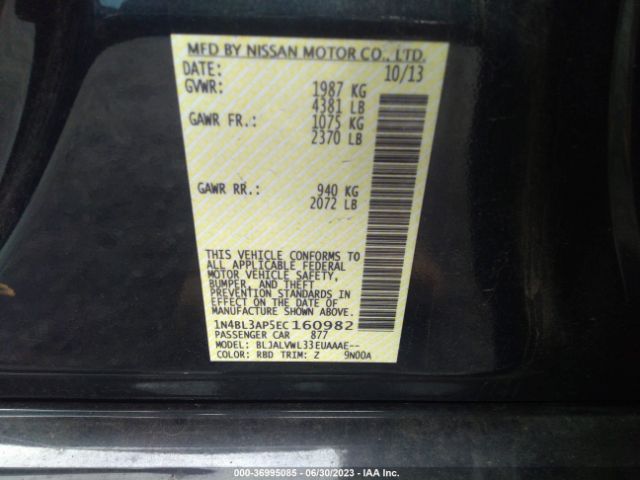 MFD BY NISSAN MOTOR CO., LTD.
DATE: 10/13
GVWR: 1987 KG
4381 LB
GAWR FR.: 1075 KG
2370 LB
GAWR RR.: 940 KG
2072 LB
THIS VEHICLE CONFORMS TO
ALL APPLICABLE FEDERAL
MOTOR VEHICLE SAFETY,
BUMPER, AND THEFT
PREVENTION STANDARDS IN
EFFECT ON THE DATE OF
MANUFACTURE SHOWN ABOVE.
1N4BL3AP5EC160982
PASSENGER CAR 877
MODEL: BLJALVWL33EUAAAE--
COLOR: RBD TRIM: Z 9N00A
000-36995085 - 06/30/2023 - IAA Inc.